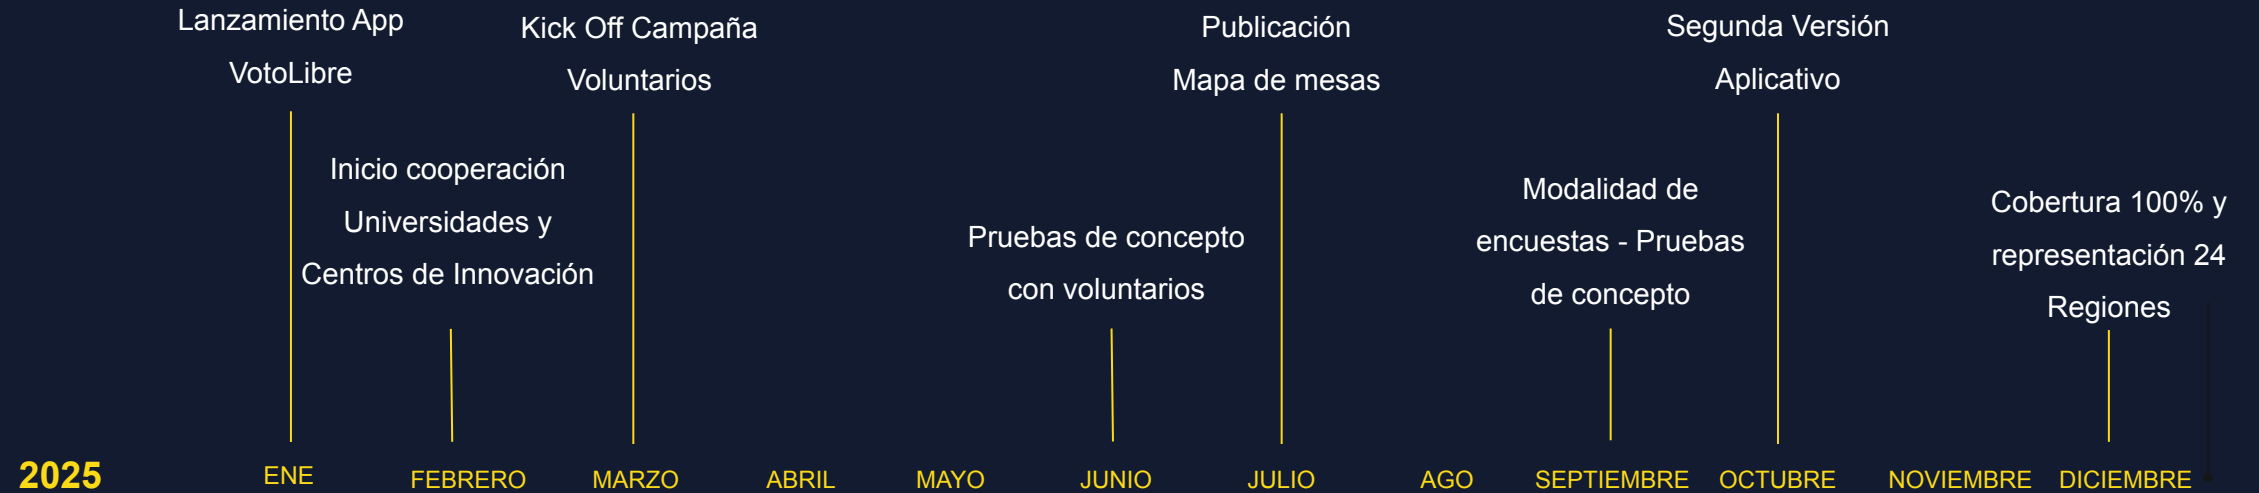 Lanzamiento App
VotoLibre
Kick Off Campaña
Voluntarios
Publicación
Mapa de mesas
Segunda Versión
Aplicativo
Inicio cooperación
Universidades y
Centros de Innovación
Pruebas de concepto
con voluntarios
Modalidad de
encuestas - Pruebas
de concepto
Cobertura 100% y
representación 24
Regiones
2025 ENE FEBRERO MARZO ABRIL MAYO JUNIO JULIO AGO SEPTIEMBRE OCTUBRE NOVIEMBRE DICIEMBRE